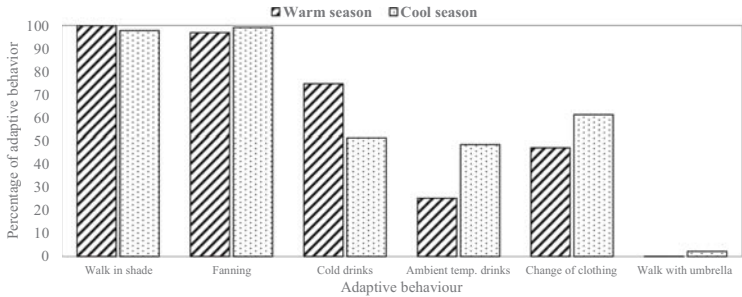 Warm season Cool season
Percentage of adaptive behavior
100
90
80
70
60
50
40
30
20
10
0
Walk in shade Fanning Cold drinks Ambient temp. drinks Change of clothing Walk with umbrella
Adaptive behaviour